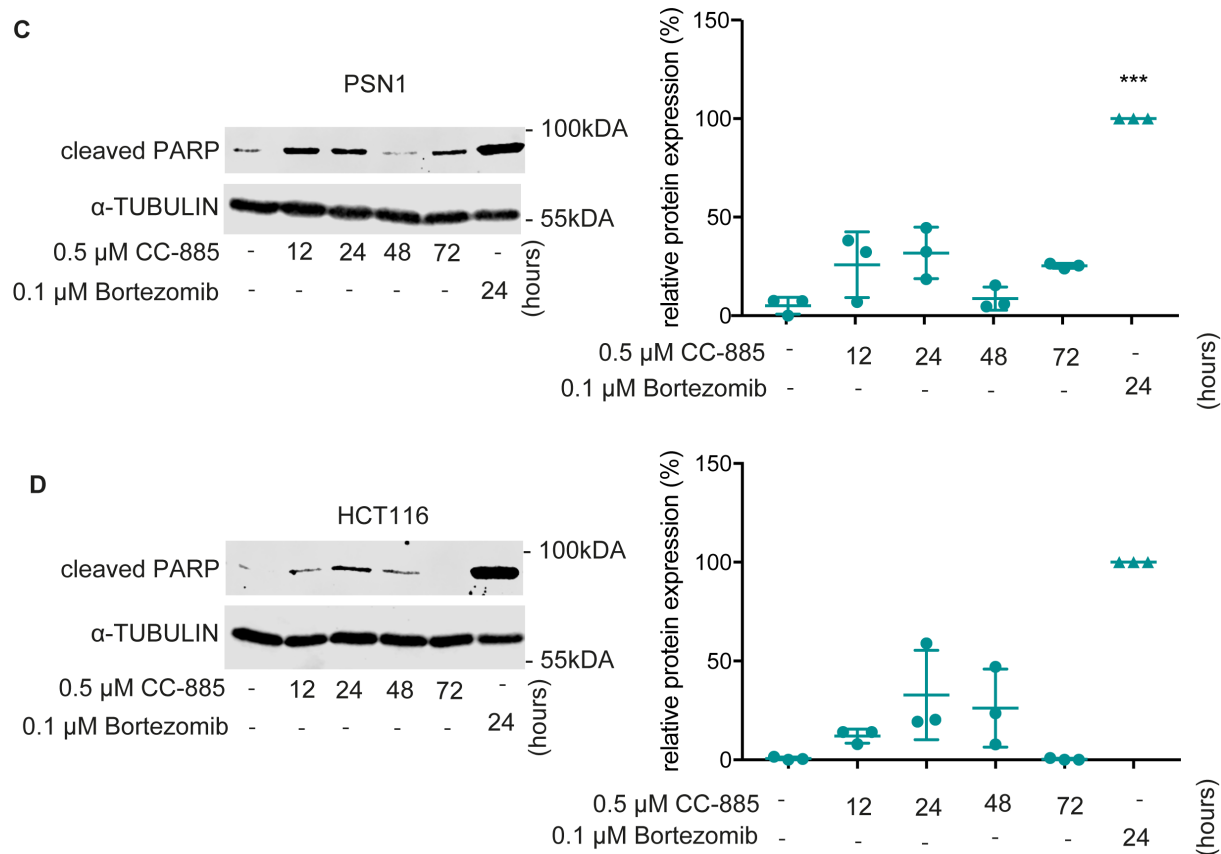 C
PSN1
cleaved PARP
- 100kDA
α-TUBULIN
- 55kDA
0.5 µM CC-885 - 12 24 48 72 -
0.1 µM Bortezomib - - - - - 24
(hours)
relative protein expression (%)
150
100
50
0
***
0.5 µM CC-885 - 12 24 48 72 -
0.1 µM Bortezomib - - - - - 24
(hours)
D
HCT116
cleaved PARP
- 100kDA
α-TUBULIN
- 55kDA
0.5 µM CC-885 - 12 24 48 72 -
0.1 µM Bortezomib - - - - - 24
(hours)
relative protein expression (%)
150
100
50
0
0.5 µM CC-885 - 12 24 48 72 -
0.1 µM Bortezomib - - - - - 24
(hours)